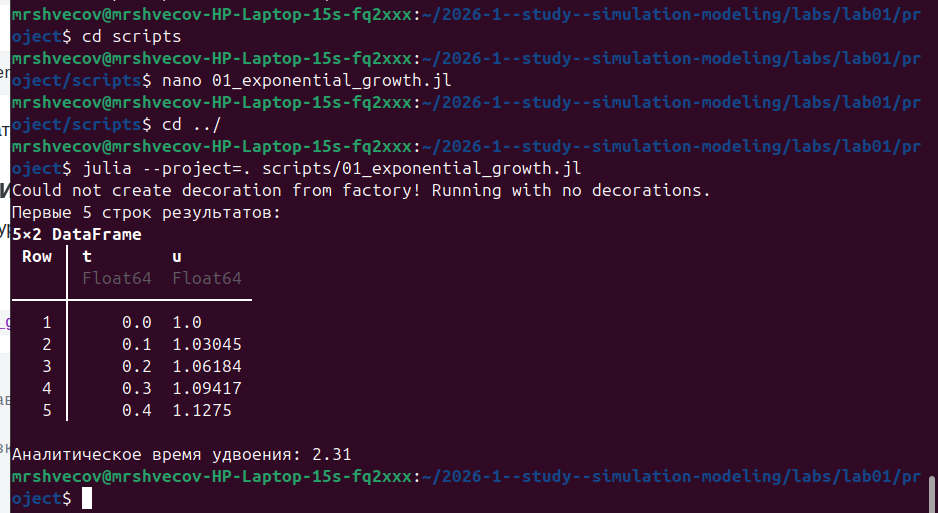 mrshvecov@mrshvecov-HP-Laptop-15s-fq2xxx:~/2026-1--study--simulation-modeling/labs/lab01/pr
oject$ cd scripts
mrshvecov@mrshvecov-HP-Laptop-15s-fq2xxx:~/2026-1--study--simulation-modeling/labs/lab01/pr
oject/scripts$ nano 01_exponential_growth.jl
mrshvecov@mrshvecov-HP-Laptop-15s-fq2xxx:~/2026-1--study--simulation-modeling/labs/lab01/pr
oject/scripts$ cd ../
mrshvecov@mrshvecov-HP-Laptop-15s-fq2xxx:~/2026-1--study--simulation-modeling/labs/lab01/pr
oject$ julia --project=. scripts/01_exponential_growth.jl
Could not create decoration from factory! Running with no decorations.
Первые 5 строк результатов:
5×2 DataFrame
Row t u
Float64 Float64
1 0.0 1.0
2 0.1 1.03045
3 0.2 1.06184
4 0.3 1.09417
5 0.4 1.1275
Аналитическое время удвоения: 2.31
mrshvecov@mrshvecov-HP-Laptop-15s-fq2xxx:~/2026-1--study--simulation-modeling/labs/lab01/pr
oject$